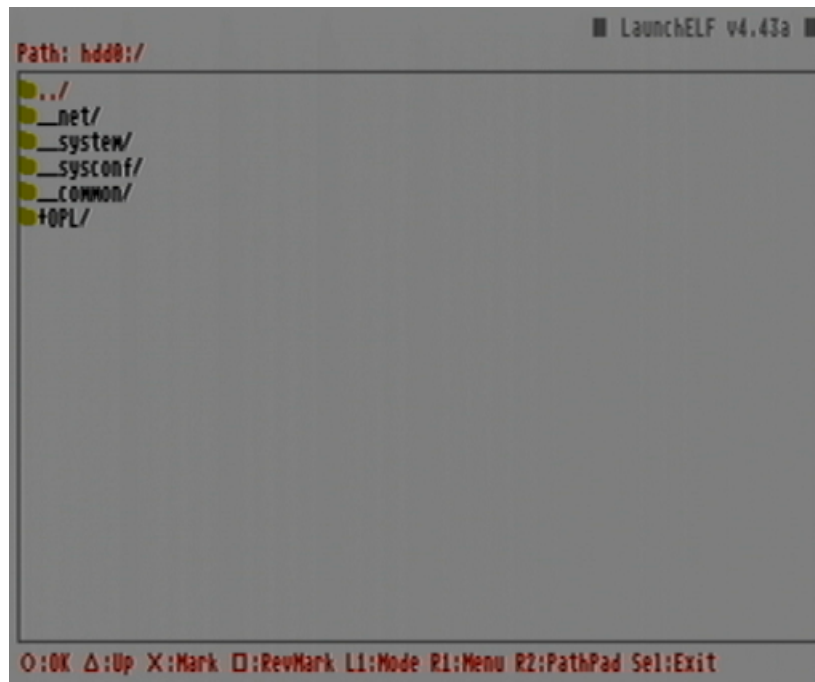 ■ LaunchELF v4.43a ■
Path: hdd0:/
../
__net/
__system/
__sysconf/
__common/
+OPL/
O:OK △:Up X:Mark □:RevMark L1:Mode R1:Menu R2:PathPad Sel:Exit